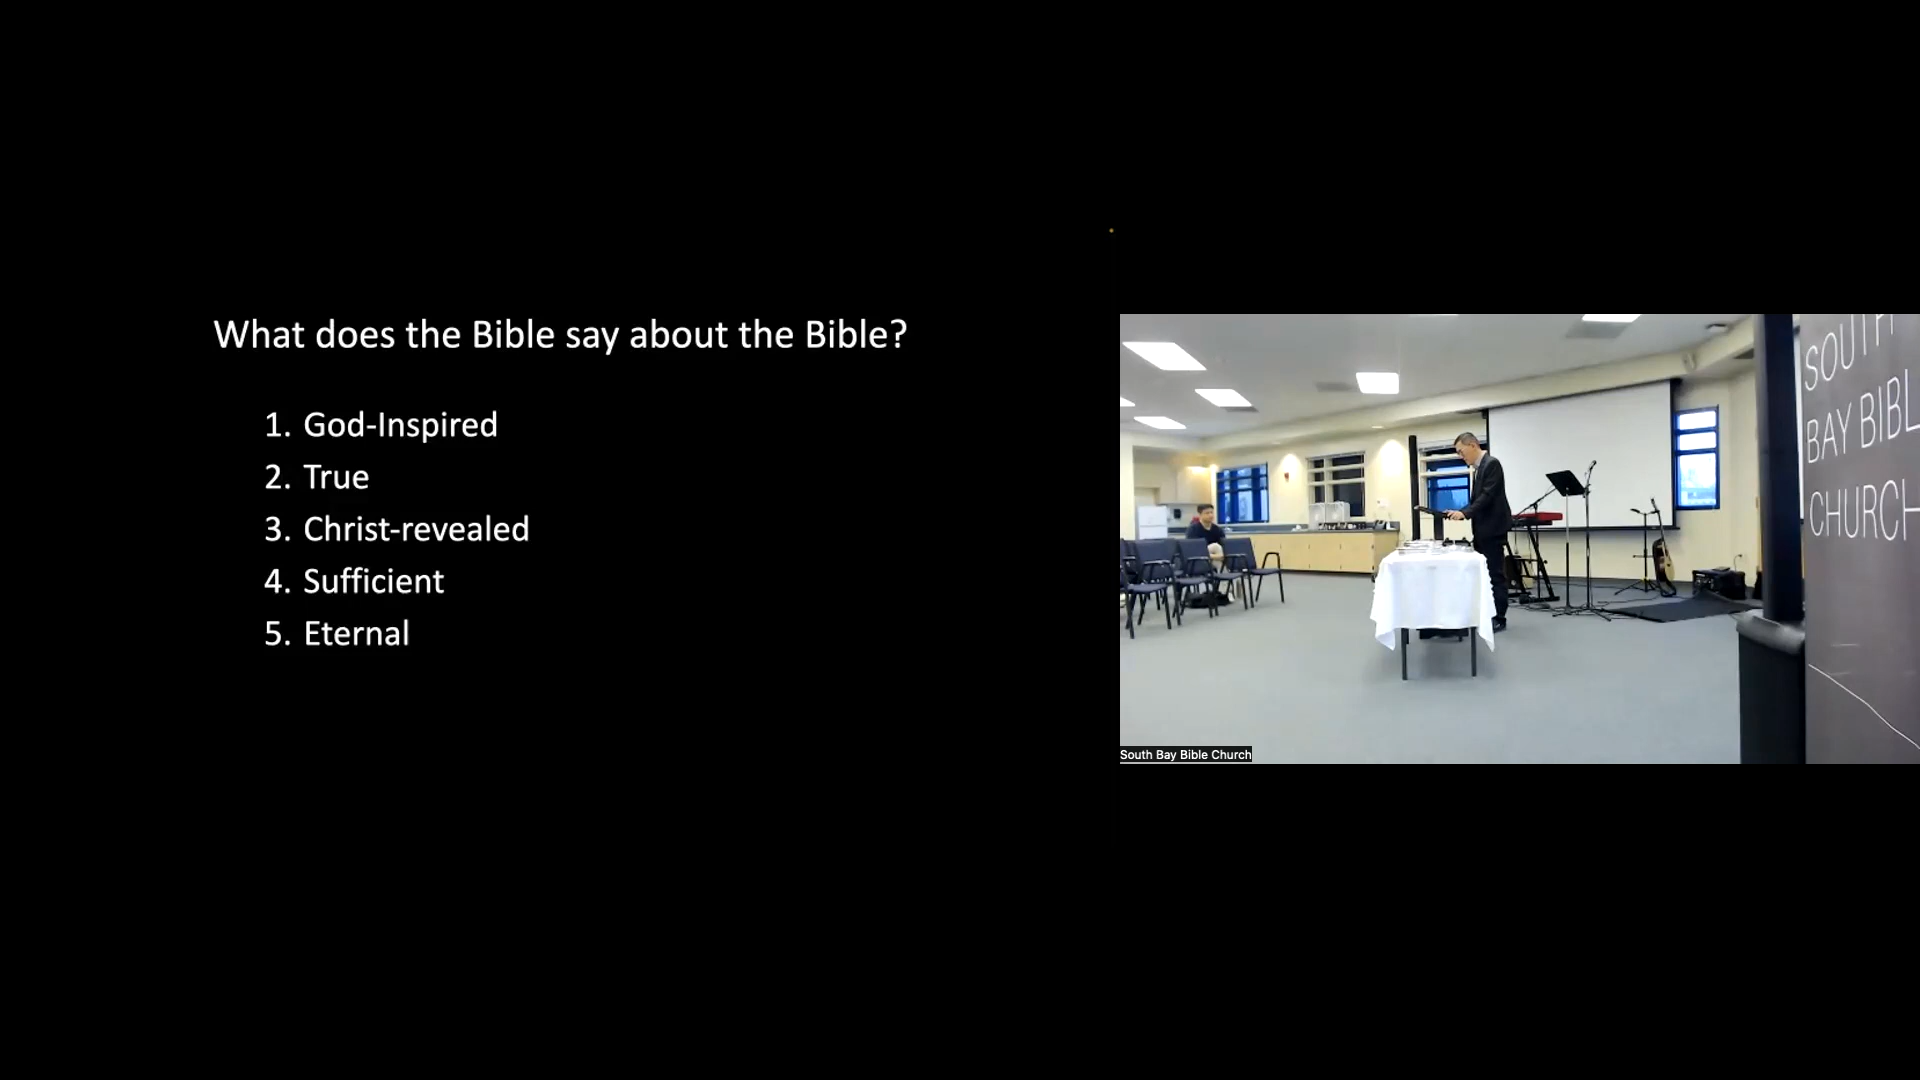 What does the Bible say about the Bible?
1. God-Inspired
2. True
3. Christ-revealed
4. Sufficient
5. Eternal
SOUTH
BAY BIBL
CHURCH
South Bay Bible Church